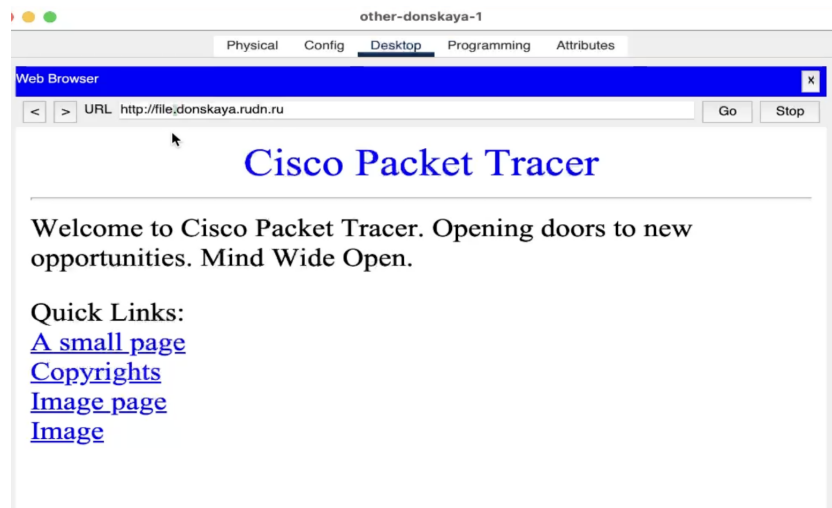 other-donskaya-1
Physical Config Desktop Programming Attributes
Web Browser X
< > URL http://file.donskaya.rudn.ru Go Stop
Cisco Packet Tracer
Welcome to Cisco Packet Tracer. Opening doors to new
opportunities. Mind Wide Open.
Quick Links:
A small page
Copyrights
Image page
Image